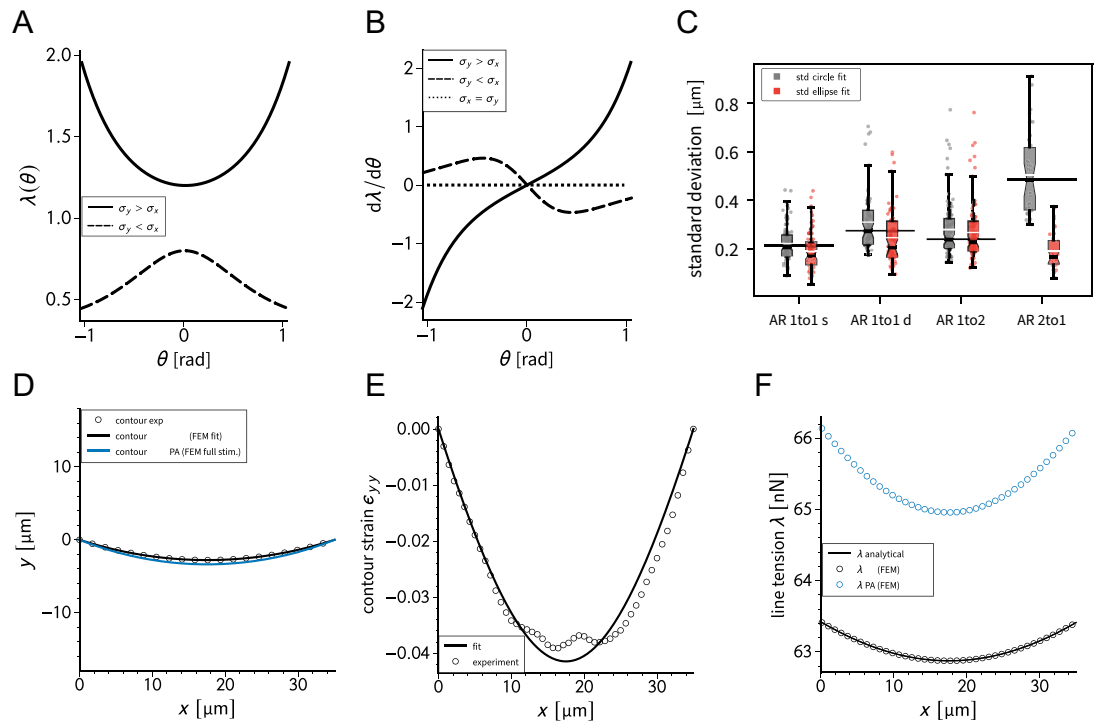 A
2.0
1.5
1.0
0.5
λ(θ)
σy > σx
σy < σx
−1
0
1
θ [rad]
B
2
1
0
−1
−2
dλ/dθ
σy > σx
σy < σx
σx = σy
−1
0
1
θ [rad]
C
std circle fit
std ellipse fit
0.8
0.6
0.4
0.2
standard deviation [μm]
AR 1to1 s
AR 1to1 d
AR 1to2
AR 2to1
D
contour exp
contour (FEM fit)
contour PA (FEM full stim.)
10
0
−10
y [μm]
0
10
20
30
x [μm]
E
0.00
−0.01
−0.02
−0.03
−0.04
contour strain ϵyy
fit
experiment
0
10
20
30
x [μm]
F
66
65
64
63
line tension λ [nN]
λ analytical
λ (FEM)
λ PA (FEM)
0
10
20
30
x [μm]